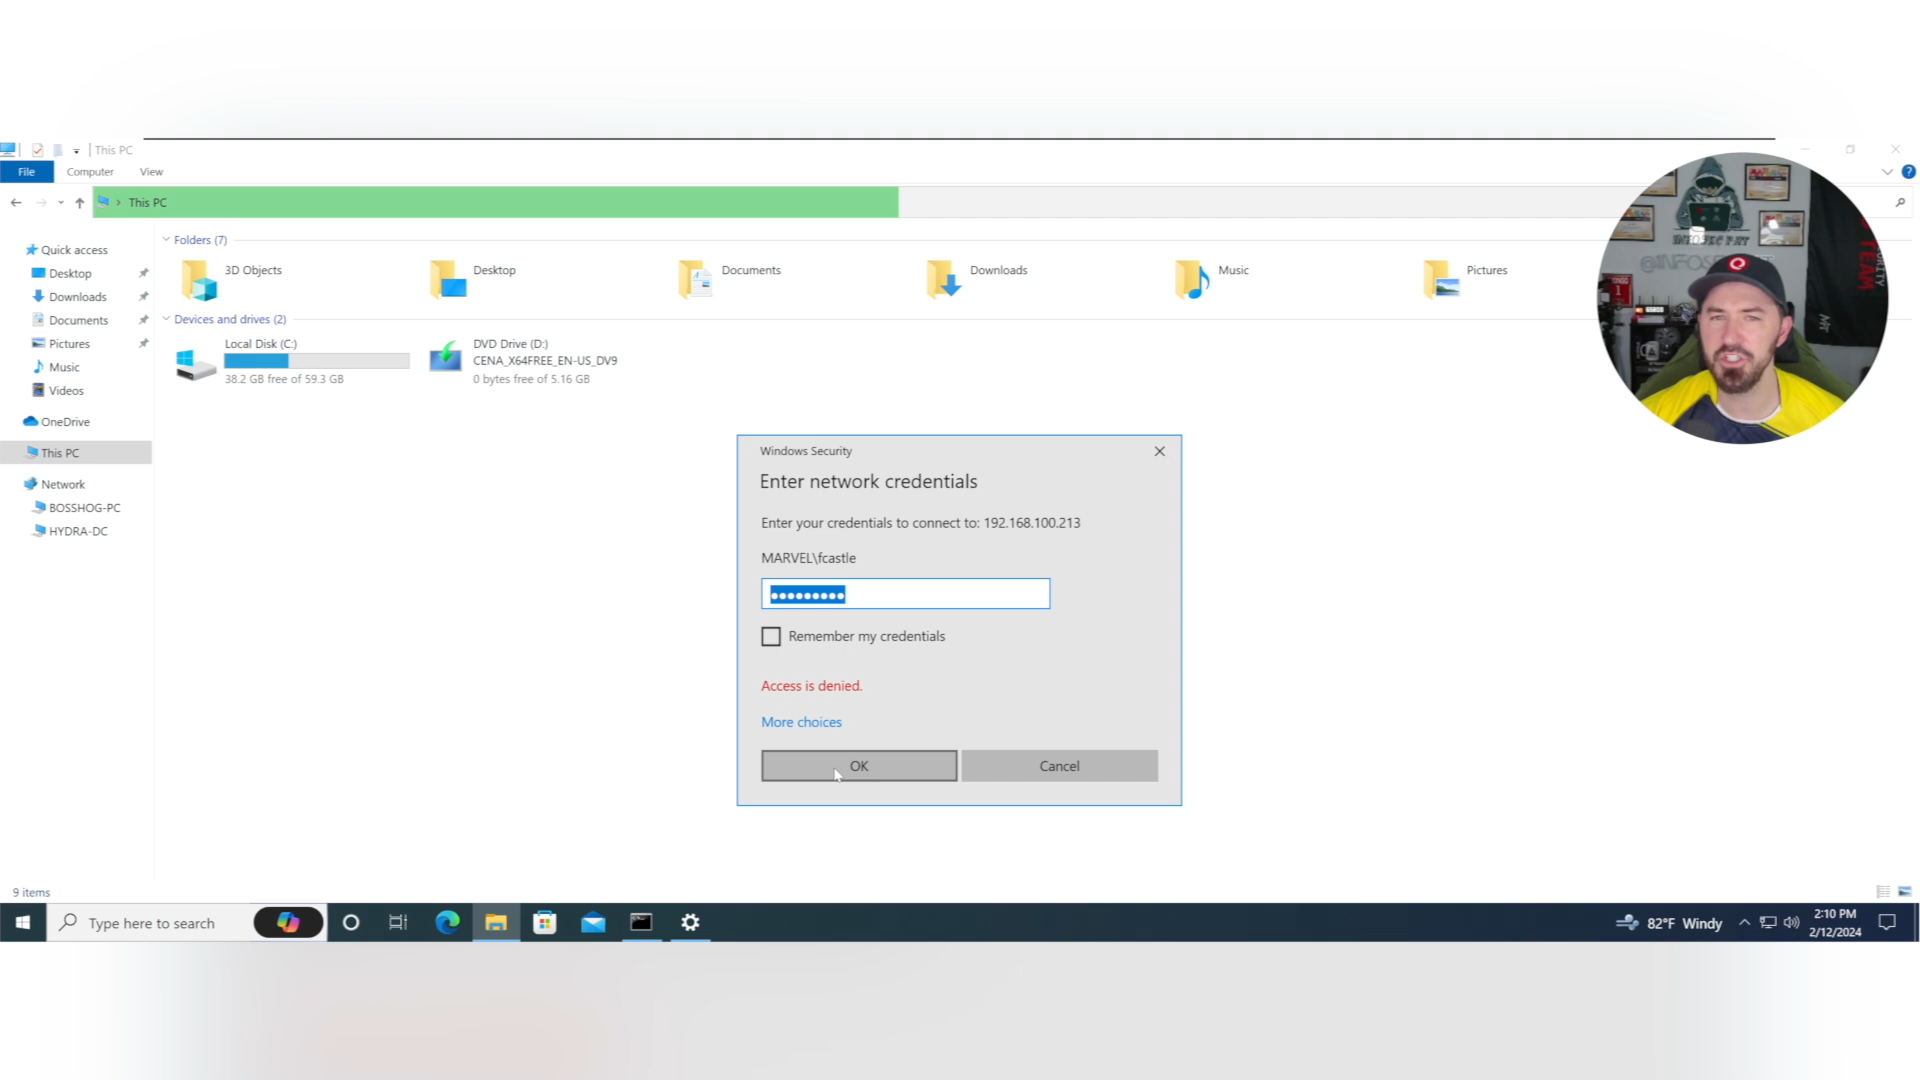 This PC
File
Computer
View
This PC
Quick access
Desktop
Downloads
Documents
Pictures
Music
Videos
OneDrive
This PC
Network
BOSSHOG-PC
HYDRA-DC
Folders (7)
3D Objects
Desktop
Documents
Downloads
Music
Pictures
Devices and drives (2)
Local Disk (C:)
38.2 GB free of 59.3 GB
DVD Drive (D:)
CENA_X64FREE_EN-US_DV9
0 bytes free of 5.16 GB
INFOSEC PAT
Windows Security
Enter network credentials
Enter your credentials to connect to: 192.168.100.213
MARVEL\fcastle
Remember my credentials
Access is denied.
More choices
OK
Cancel
9 items
Type here to search
82°F Windy
2:10 PM
2/12/2024